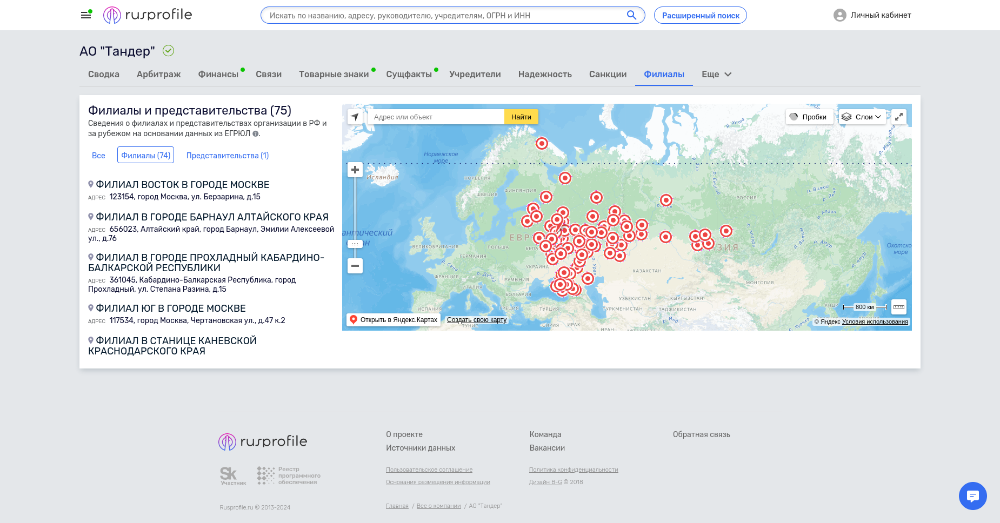 rusprofile
Искать по названию, адресу, руководителю, учредителям, ОГРН и ИНН
Расширенный поиск
Личный кабинет
АО "Тандер"
Сводка
Арбитраж
Финансы
Связи
Товарные знаки
Сущфакты
Учредители
Надежность
Санкции
Филиалы
Еще
Филиалы и представительства (75)
Сведения о филиалах и представительствах организации в РФ и
за рубежом на основании данных из ЕГРЮЛ ?.
Все
Филиалы (74)
Представительства (1)
ФИЛИАЛ ВОСТОК В ГОРОДЕ МОСКВЕ
АДРЕС 123154, город Москва, ул. Берзарина, д.15
ФИЛИАЛ В ГОРОДЕ БАРНАУЛ АЛТАЙСКОГО КРАЯ
АДРЕС 656023, Алтайский край, город Барнаул, Эмилии Алексеевой
ул., д.76
ФИЛИАЛ В ГОРОДЕ ПРОХЛАДНЫЙ КАБАРДИНО-
БАЛКАРСКОЙ РЕСПУБЛИКИ
АДРЕС 361045, Кабардино-Балкарская Республика, город
Прохладный, ул. Степана Разина, д.15
ФИЛИАЛ ЮГ В ГОРОДЕ МОСКВЕ
АДРЕС 117534, город Москва, Чертановская ул., д.47 к.2
ФИЛИАЛ В СТАНИЦЕ КАНЕВСКОЙ
КРАСНОДАРСКОГО КРАЯ
Адрес или объект
Найти
Пробки
Слои
р. Хета
Норвежское
море
Исландия
НОРВЕГИЯ
ШВЕЦИЯ
ФИНЛЯНДИЯ
р. Таз
р. Енисей
РОССИЯ
р. Вилюй
р. Лена
р. Алдан
р. Ангара
ЕВР
ЗИЯ
ВЕЛИКОБРИТАНИЯ
ГЕРМАНИЯ
ПОЛЬША
УКРАИНА
р. Сена
ФРАНЦИЯ
р. Дунай
РУМЫНИЯ
ИТАЛИЯ
БОЛГАРИЯ
ИСПАНИЯ
ГРЕЦИЯ
ТУРЦИЯ
р. Урал
КАЗАХСТАН
МОНГОЛИЯ
р. Амур
Охотско
море
УЗБЕКИСТАН
КЫРГЫЗСТАН
ТУРКМЕНИСТАН
ТАДЖИКИСТАН
КНДР
ТУНИС
СИРИЯ
ИРАК
ИРАН
р. Инд
р. Хуанхэ
800 км
Открыть в Яндекс.Картах
Создать свою карту
© Яндекс Условия использования
rusprofile
О проекте
Команда
Обратная связь
Источники данных
Вакансии
Sk
Участник
Реестр
программного
обеспечения
Пользовательское соглашение
Политика конфиденциальности
Основания размещения информации
Дизайн B-G © 2018
Rusprofile.ru © 2013-2024
Главная / Все о компании / АО "Тандер"